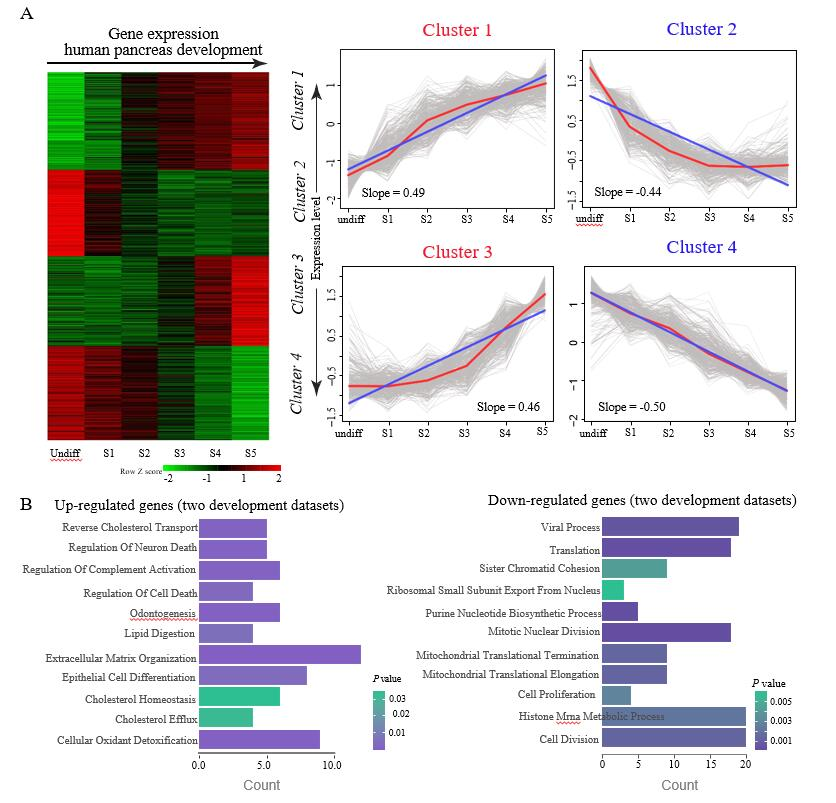 A
Gene expression
human pancreas development
Cluster 1
Cluster 2
Cluster 3
Cluster 4
Expression level
Undiff S1 S2 S3 S4 S5
Row Z score
-2 -1 1 2
Cluster 1
1
0
-1
-2
Slope = 0.49
undiff S1 S2 S3 S4 S5
Cluster 2
1.5
0.5
-0.5
-1.5
Slope = -0.44
undiff S1 S2 S3 S4 S5
Cluster 3
1.5
0.5
-0.5
-1.5
Slope = 0.46
undiff S1 S2 S3 S4 S5
Cluster 4
1
0
-1
-2
Slope = -0.50
undiff S1 S2 S3 S4 S5
B
Up-regulated genes (two development datasets)
Reverse Cholesterol Transport
Regulation Of Neuron Death
Regulation Of Complement Activation
Regulation Of Cell Death
Odontogenesis
Lipid Digestion
Extracellular Matrix Organization
Epithelial Cell Differentiation
Cholesterol Homeostasis
Cholesterol Efflux
Cellular Oxidant Detoxification
0.0 5.0 10.0
Count
P value
0.03
0.02
0.01
Down-regulated genes (two development datasets)
Viral Process
Translation
Sister Chromatid Cohesion
Ribosomal Small Subunit Export From Nucleus
Purine Nucleotide Biosynthetic Process
Mitotic Nuclear Division
Mitochondrial Translational Termination
Mitochondrial Translational Elongation
Cell Proliferation
Histone Mrna Metabolic Process
Cell Division
0 5 10 15 20
Count
P value
0.005
0.003
0.001